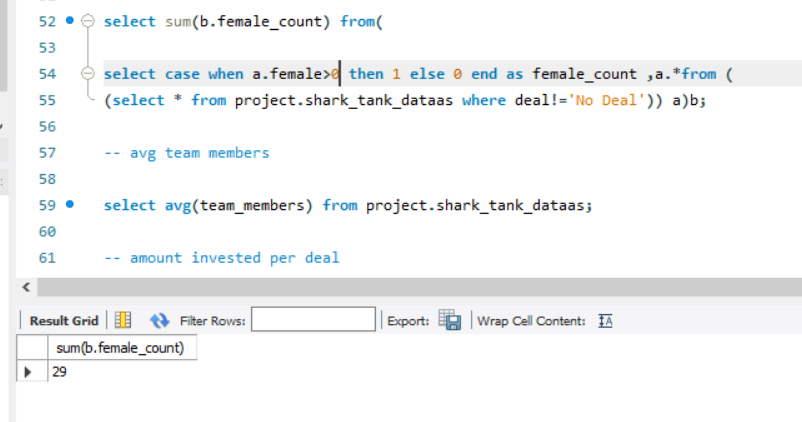 52 select sum(b.female_count) from(
53
54 select case when a.female>0 then 1 else 0 end as female_count ,a.*from (
55 (select * from project.shark_tank_dataas where deal!='No Deal')) a)b;
56
57 -- avg team members
58
59 select avg(team_members) from project.shark_tank_dataas;
60
61 -- amount invested per deal
Result Grid Filter Rows: Export: Wrap Cell Content: IA
sum(b.female_count)
29